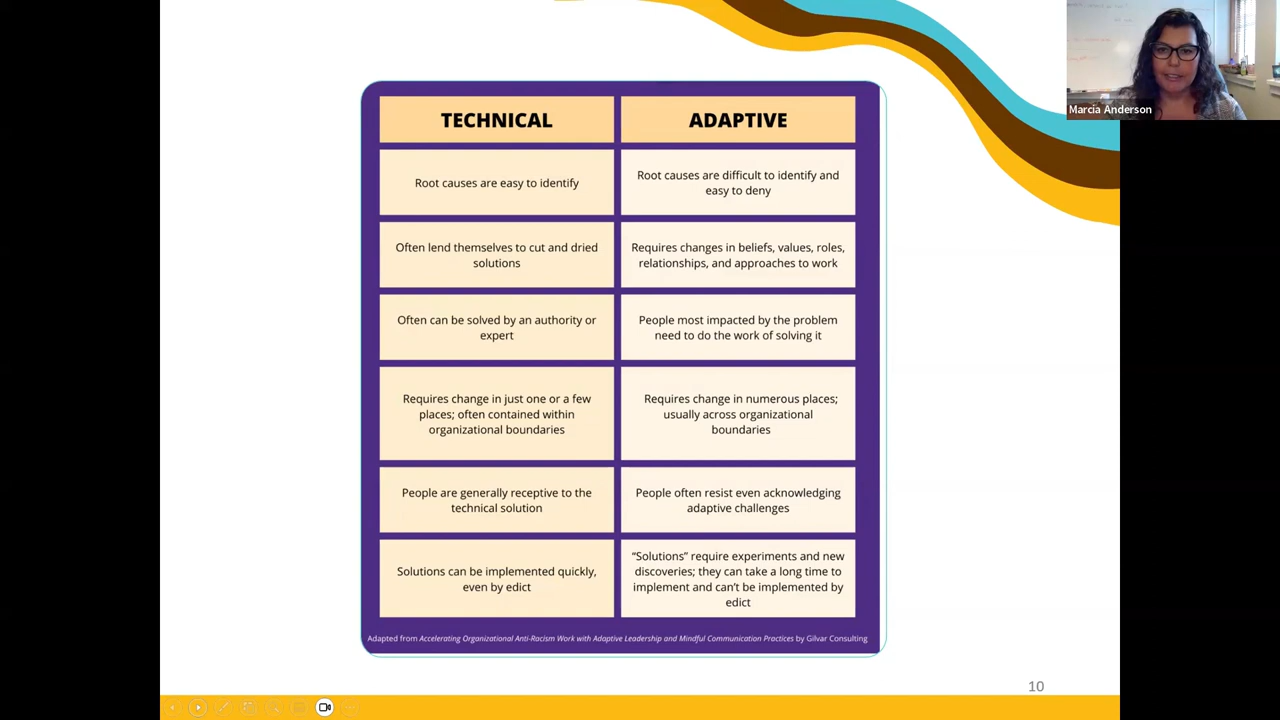 Marcia Anderson
TECHNICAL
ADAPTIVE
Root causes are easy to identify
Root causes are difficult to identify and
easy to deny
Often lend themselves to cut and dried
solutions
Requires changes in beliefs, values, roles,
relationships, and approaches to work
Often can be solved by an authority or
expert
People most impacted by the problem
need to do the work of solving it
Requires change in just one or a few
places; often contained within
organizational boundaries
Requires change in numerous places;
usually across organizational
boundaries
People are generally receptive to the
technical solution
People often resist even acknowledging
adaptive challenges
Solutions can be implemented quickly,
even by edict
“Solutions” require experiments and new
discoveries; they can take a long time to
implement and can’t be implemented by
edict
Adapted from Accelerating Organizational Anti-Racism Work with Adaptive Leadership and Mindful Communication Practices by Gilvar Consulting
10